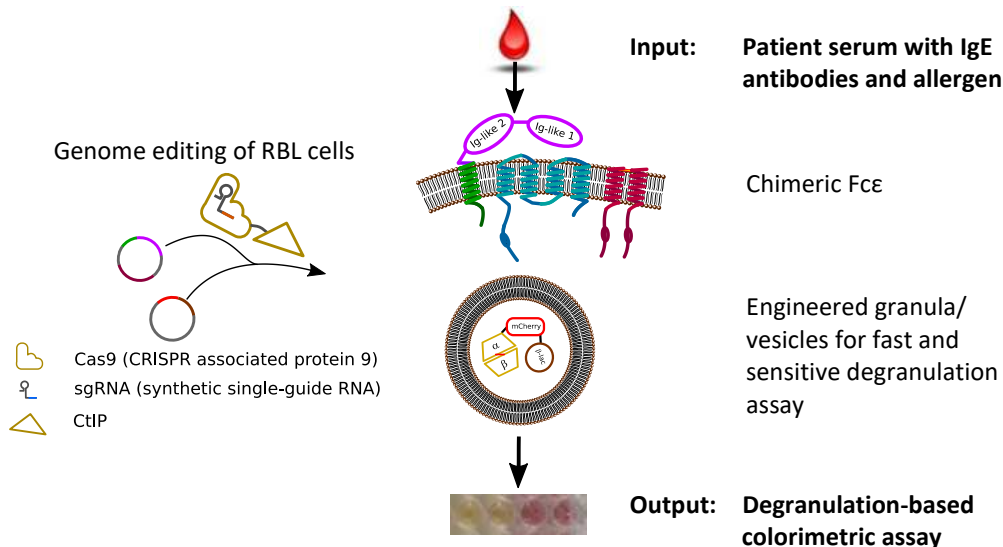 Input:
Patient serum with IgE
antibodies and allergen
Ig-like 2
Ig-like 1
Genome editing of RBL cells
Chimeric Fcε
Engineered granula/
vesicles for fast and
sensitive degranulation
assay
mCherry
α
β
β-lac
Cas9 (CRISPR associated protein 9)
sgRNA (synthetic single-guide RNA)
CtIP
Output:
Degranulation-based
colorimetric assay